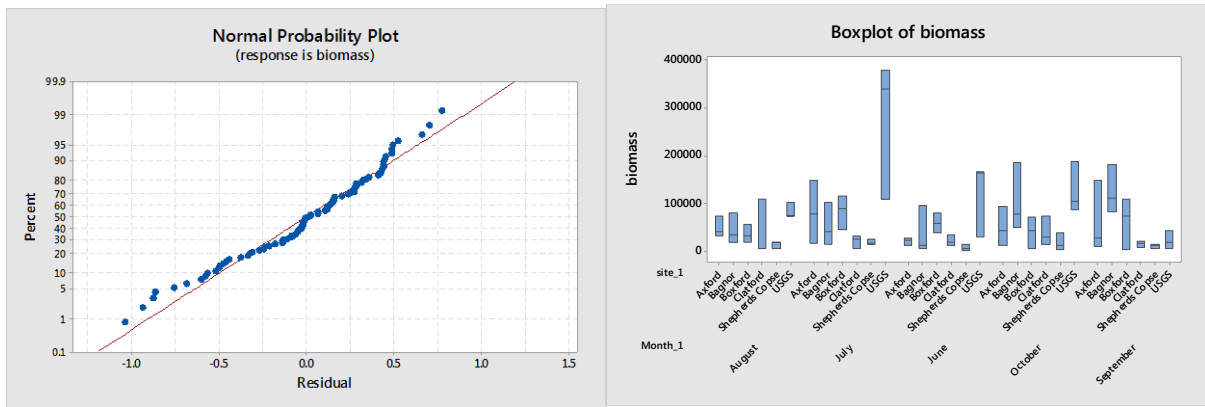 Normal Probability Plot
(response is biomass)
Percent
99.9
99
95
90
80
70
60
50
40
30
20
10
5
1
0.1
-1.0
-0.5
0.0
0.5
1.0
1.5
Residual
Boxplot of biomass
biomass
400000
300000
200000
100000
0
site_1
Axford
Bagnor
Boxford
Clatford
Shepherds Copse
USGS
Axford
Bagnor
Boxford
Clatford
Shepherds Copse
USGS
Axford
Bagnor
Boxford
Clatford
Shepherds Copse
USGS
Axford
Bagnor
Boxford
Clatford
Shepherds Copse
USGS
Axford
Bagnor
Boxford
Clatford
Shepherds Copse
USGS
Month_1
August
July
June
October
September